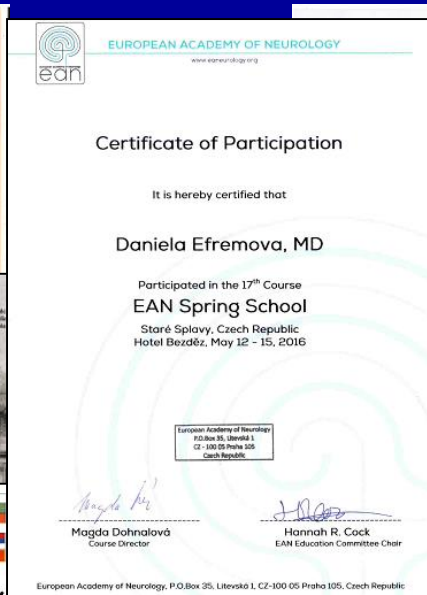 EUROPEAN ACADEMY OF NEUROLOGY
www.eaneurology.org
ean
Certificate of Participation
It is hereby certified that
Daniela Efremova, MD
Participated in the 17th Course
EAN Spring School
Staré Splavy, Czech Republic
Hotel Bezděz, May 12 - 15, 2016
European Academy of Neurology
P.O.Box 35, Litevská 1
CZ - 100 05 Praha 105
Czech Republic
Magda Dohnalová
Course Director
Hannah R. Cock
EAN Education Committee Chair
European Academy of Neurology, P.O.Box 35, Litevská 1, CZ-100 05 Praha 105, Czech Republic